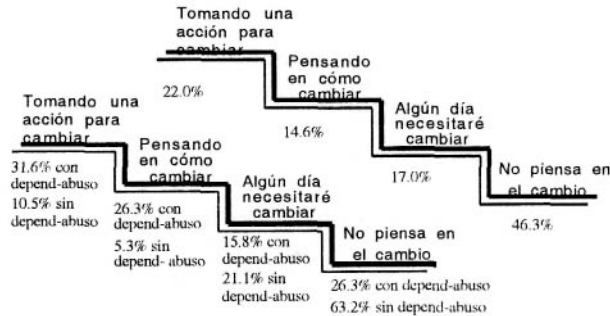 Tomando una
acción para
cambiar
22.0%
Pensando
en cómo
cambiar
14.6%
Algún día
necesitaré
cambiar
17.0%
No piensa en
el cambio
46.3%
Tomando una
acción para
cambiar
31.6% con
depend-abuso
10.5% sin
depend-abuso
Pensando
en cómo
cambiar
26.3% con
depend-abuso
5.3% sin
depend- abuso
Algún día
necesitaré
cambiar
15.8% con
depend-abuso
21.1% sin
depend-abuso
No piensa en
el cambio
26.3% con depend-abuso
63.2% sin depend-abuso